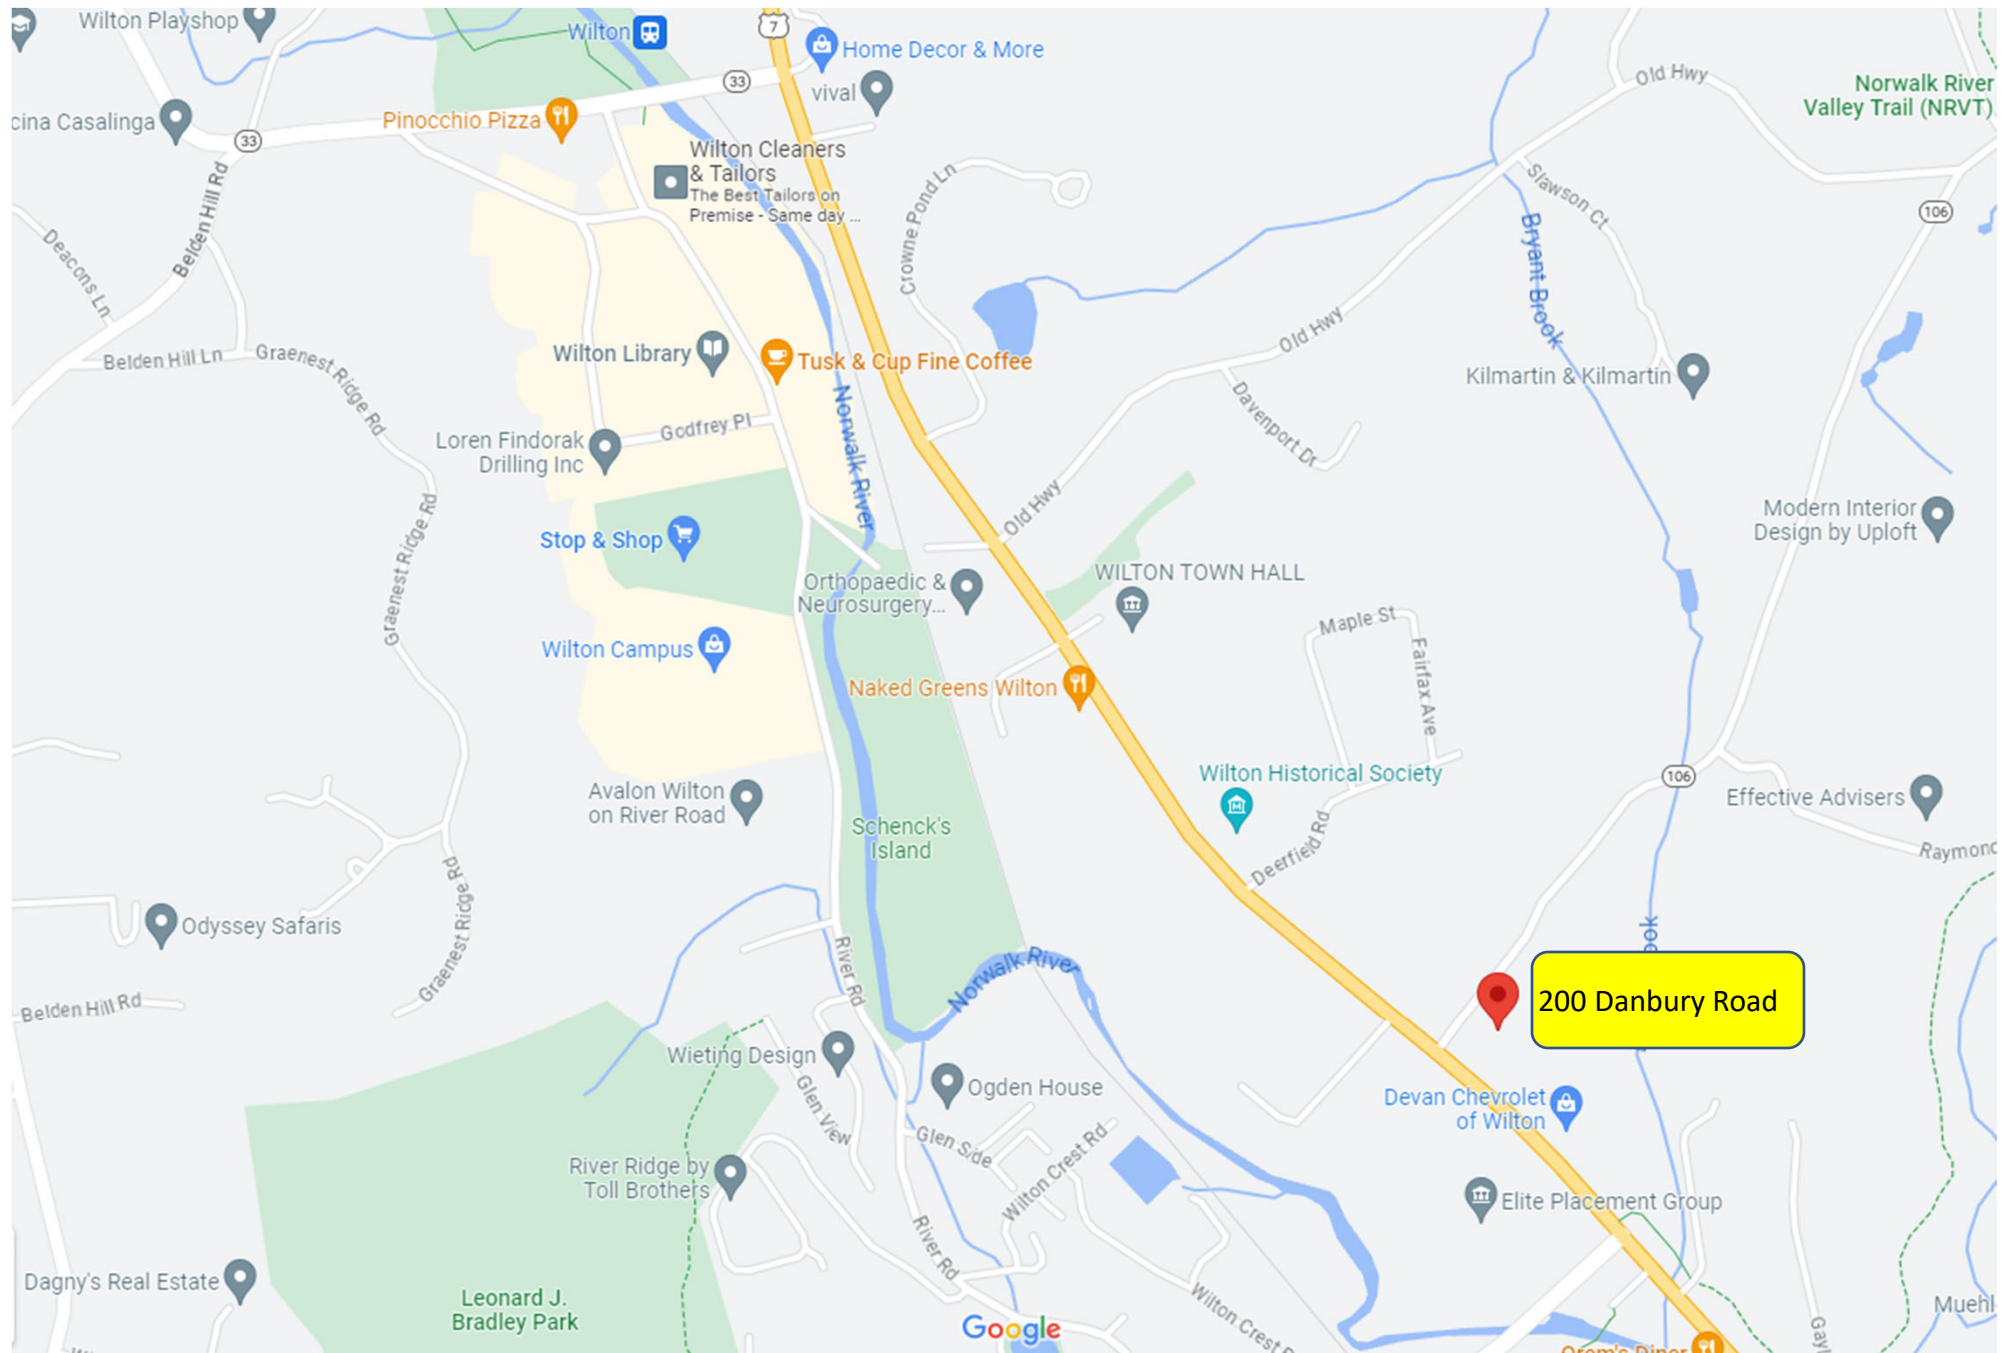 Wilton Playshop
Wilton
7
Home Decor & More
33
vival
Old Hwy
Norwalk River
Valley Trail (NRVT)
cina Casalinga
Pinocchio Pizza
33
Wilton Cleaners
& Tailors
The Best Tailors on
Premise - Same day ...
Belden Hill Rd
Crowne Pond Ln
Slawson Ct
106
Deacons Ln
Bryant Brook
Old Hwy
Belden Hill Ln
Graenest Ridge Rd
Wilton Library
Tusk & Cup Fine Coffee
Kilmartin & Kilmartin
Davenport Dr
Norwalk River
Godfrey Pl
Loren Findorak
Drilling Inc
Graenest Ridge Rd
Old Hwy
Modern Interior
Design by Uploft
Stop & Shop
Orthopaedic &
Neurosurgery...
WILTON TOWN HALL
Maple St
Fairfax Ave
Wilton Campus
Naked Greens Wilton
Wilton Historical Society
106
Avalon Wilton
on River Road
Effective Advisers
Schenck's
Island
Deerfield Rd
Raymond
Graenest Ridge Rd
Odyssey Safaris
ook
River Rd
Norwalk River
Belden Hill Rd
200 Danbury Road
Wieting Design
Ogden House
Glen View
Devan Chevrolet
of Wilton
Glen Side
Wilton Crest Rd
River Ridge by
Toll Brothers
Elite Placement Group
River Rd
Dagny's Real Estate
Leonard J.
Bradley Park
Wilton Crest R
Muehl
Google
Gayl
Orem's Diner